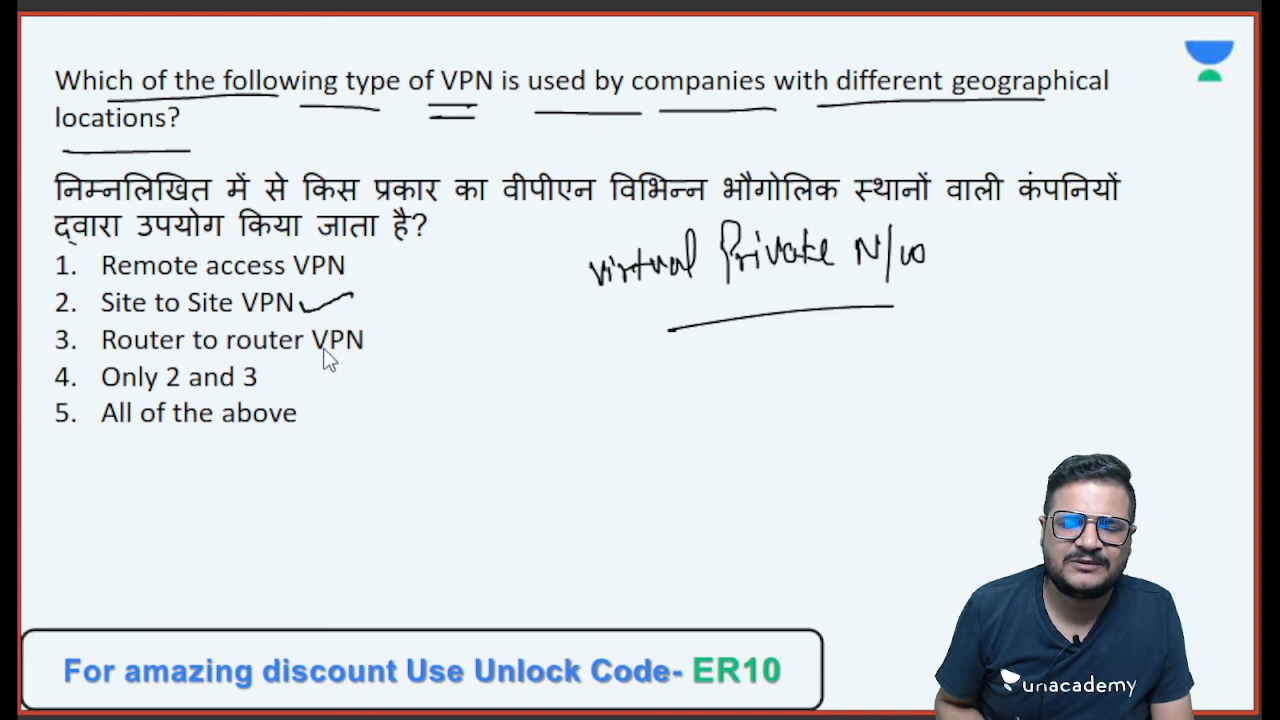 Which of the following type of VPN is used by companies with different geographical
locations?
निम्नलिखित में से किस प्रकार का वीपीएन विभिन्न भौगोलिक स्थानों वाली कंपनियों
द्वारा उपयोग किया जाता है?
virtual Private N/w
1. Remote access VPN
2. Site to Site VPN
3. Router to router VPN
4. Only 2 and 3
5. All of the above
For amazing discount Use Unlock Code- ER10
unacademy